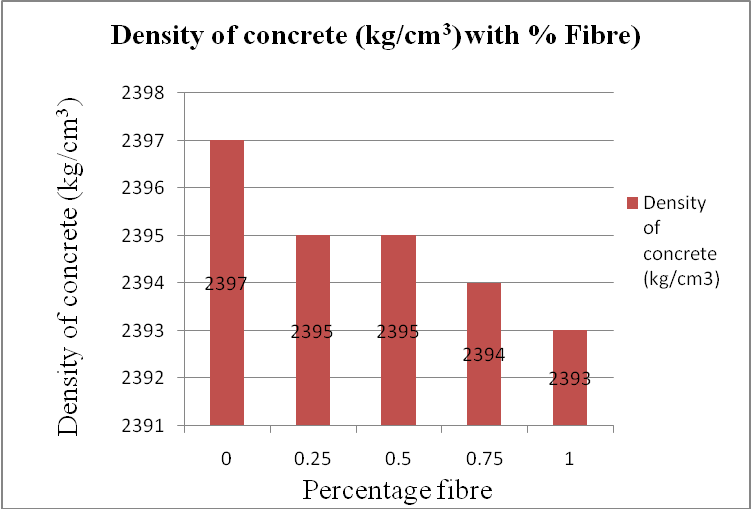 Density of concrete (kg/cm³)with % Fibre)
Density of concrete (kg/cm³)
2398
2397
2396
2395
2394
2393
2392
2391
2397
2395
2395
2394
2393
0 0.25 0.5 0.75 1
Percentage fibre
Density
of
concrete
(kg/cm3)